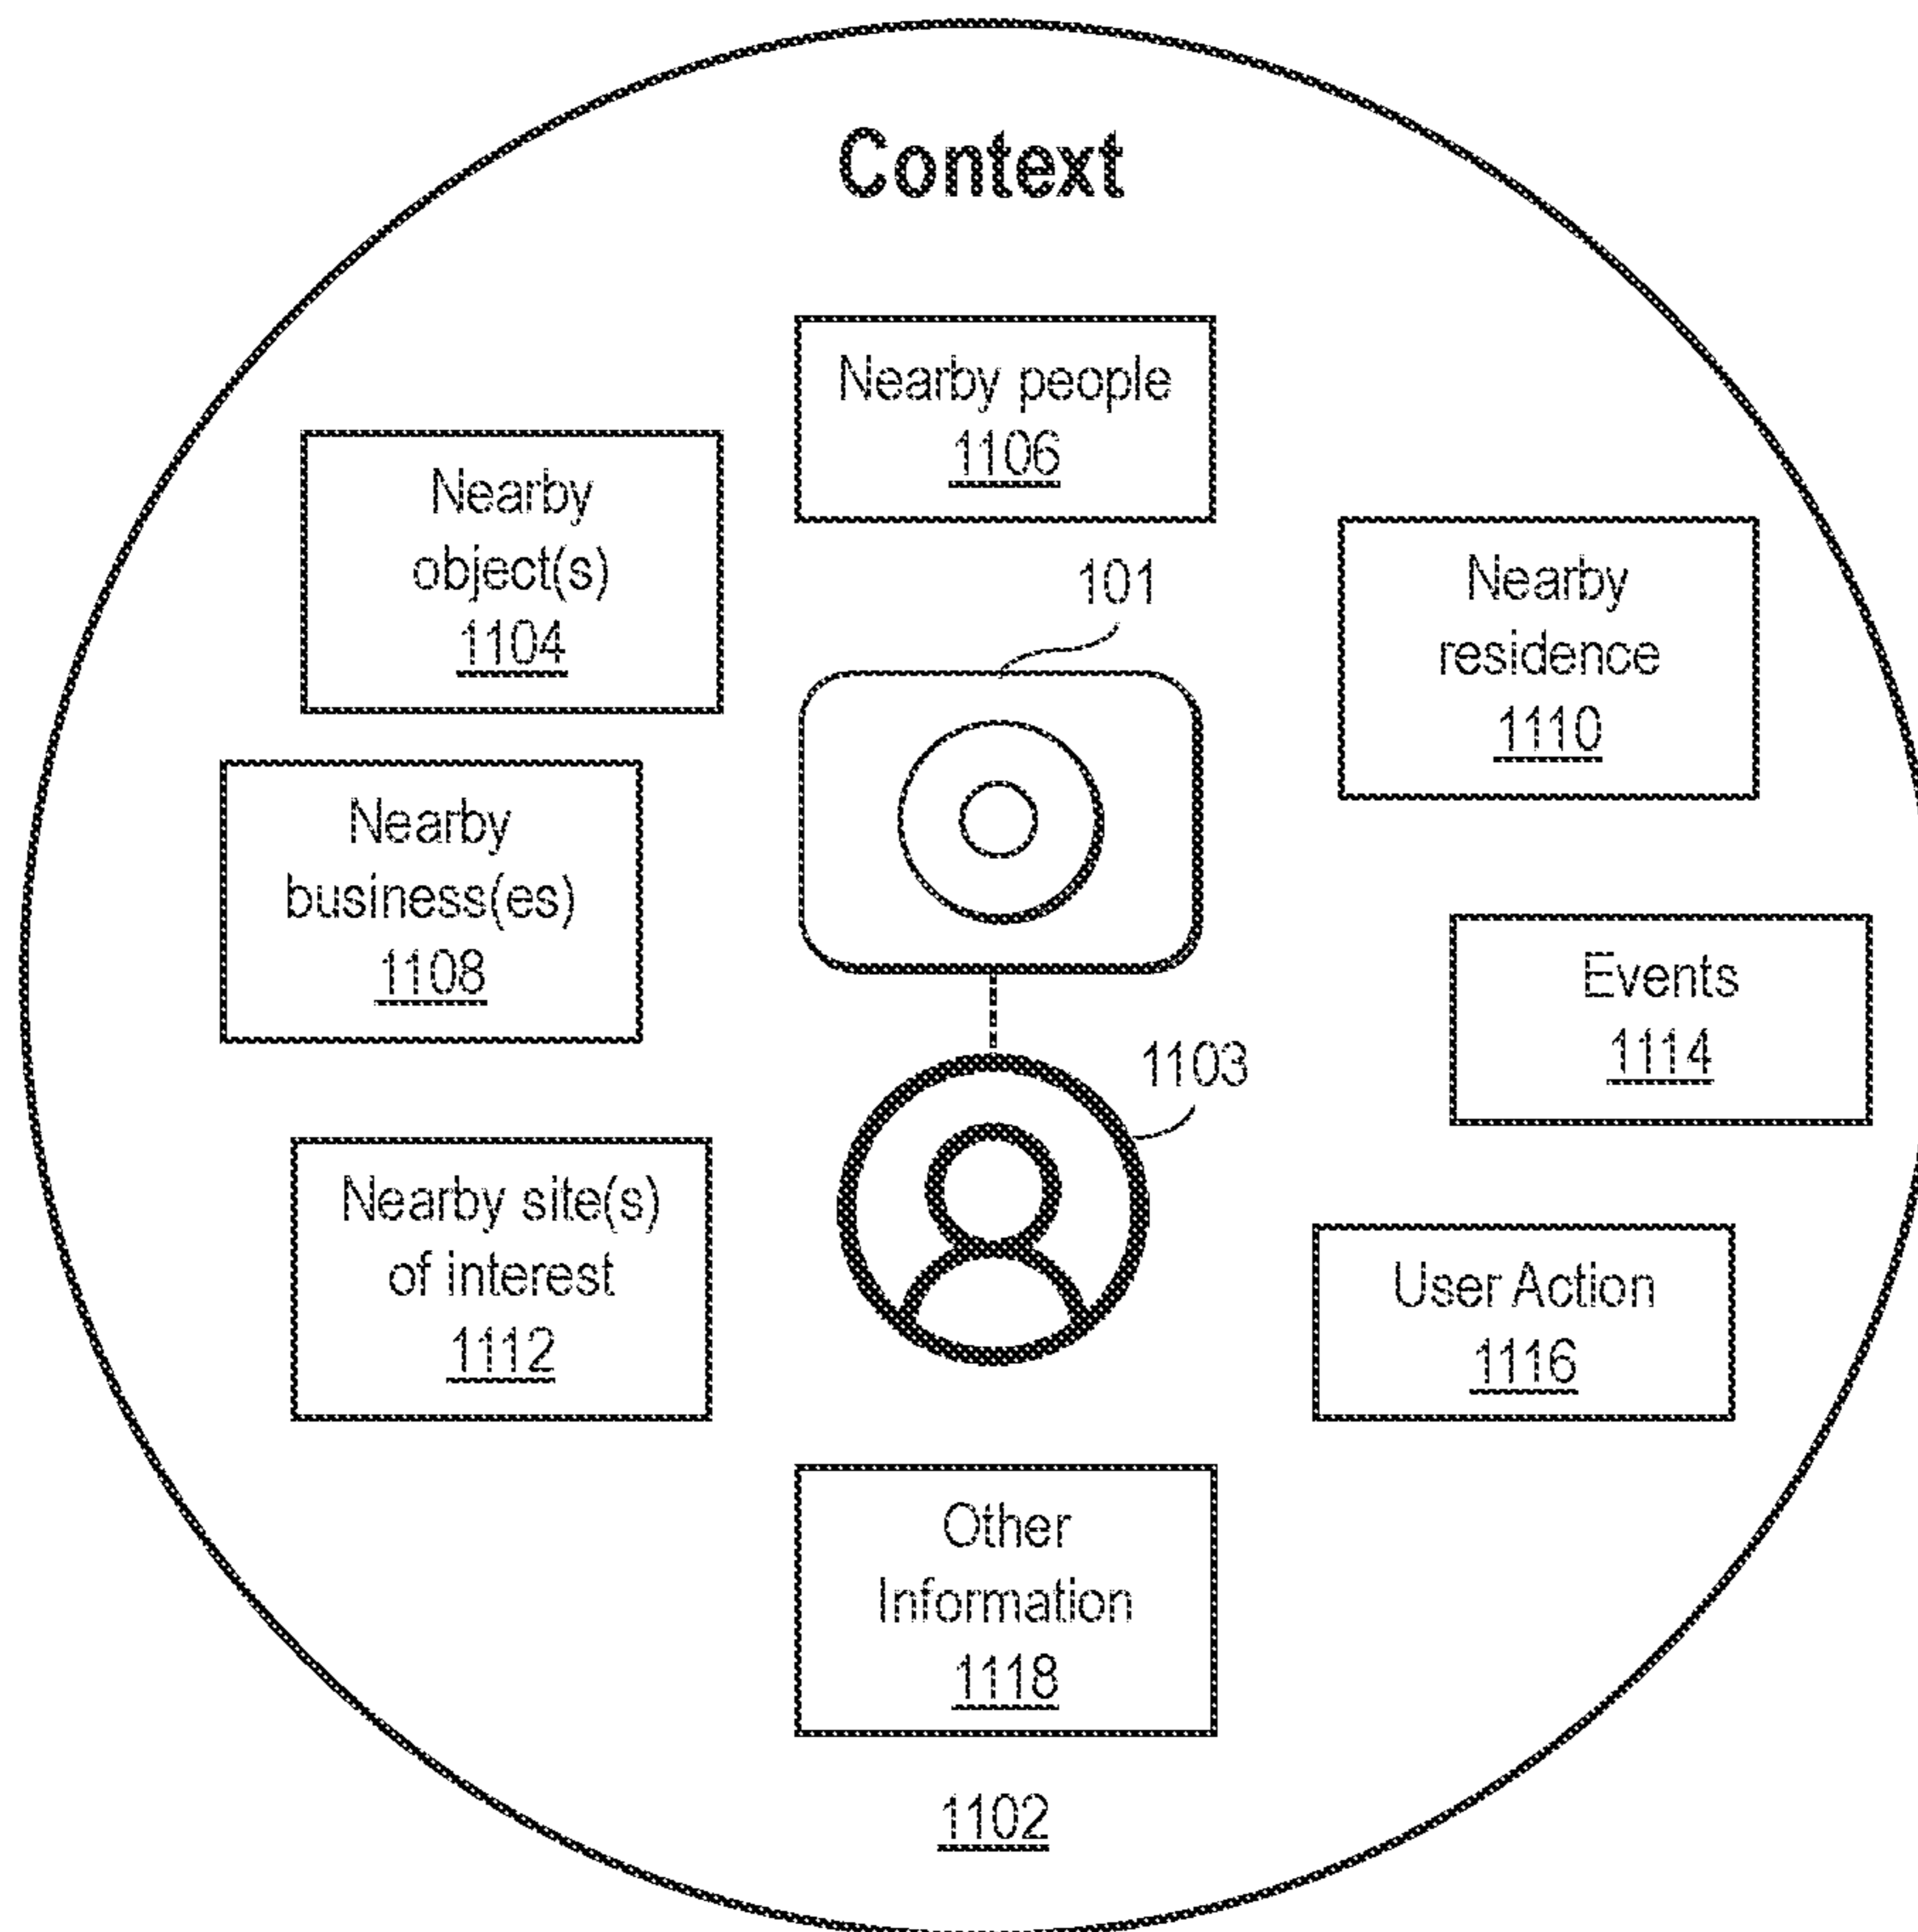 Context
Nearby people
1106
Nearby
object(s)
1104
101
Nearby
residence
1110
Nearby
business(es)
1108
Events
1114
1103
Nearby site(s)
of interest
1112
User Action
1116
Other
Information
1118
1102